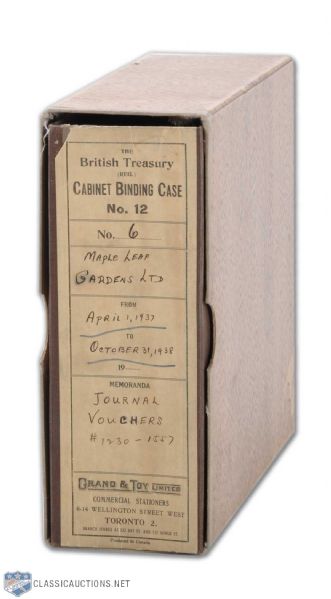 THE
British Treasury
CABINET BINDING CASE
No. 12
No. 6
MAPLE LEAF
GARDENS LTD
FROM
APRIL 1, 1937
TO
OCTOBER 31, 1938
19
MEMORANDA
JOURNAL
VOUCHERS
#1230-1557
GRAND & TOY LIMITED
COMMERCIAL STATIONERS
6-14 WELLINGTON STREET WEST
TORONTO 2.
Produced in Canada
CLASSICAUCTIONS.NET